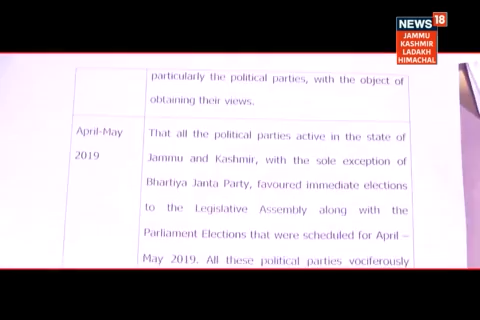 NEWS 18
JAMMU
KASHMIR
LADAKH
HIMACHAL
particularly the political parties, with the object of
obtaining their views.
April-May
2019
That all the political parties active in the state of
Jammu and Kashmir, with the sole exception of
Bhartiya Janta Party, favoured immediate elections
to the Legislative Assembly along with the
Parliament Elections that were scheduled for April –
May 2019. All these political parties vociferously